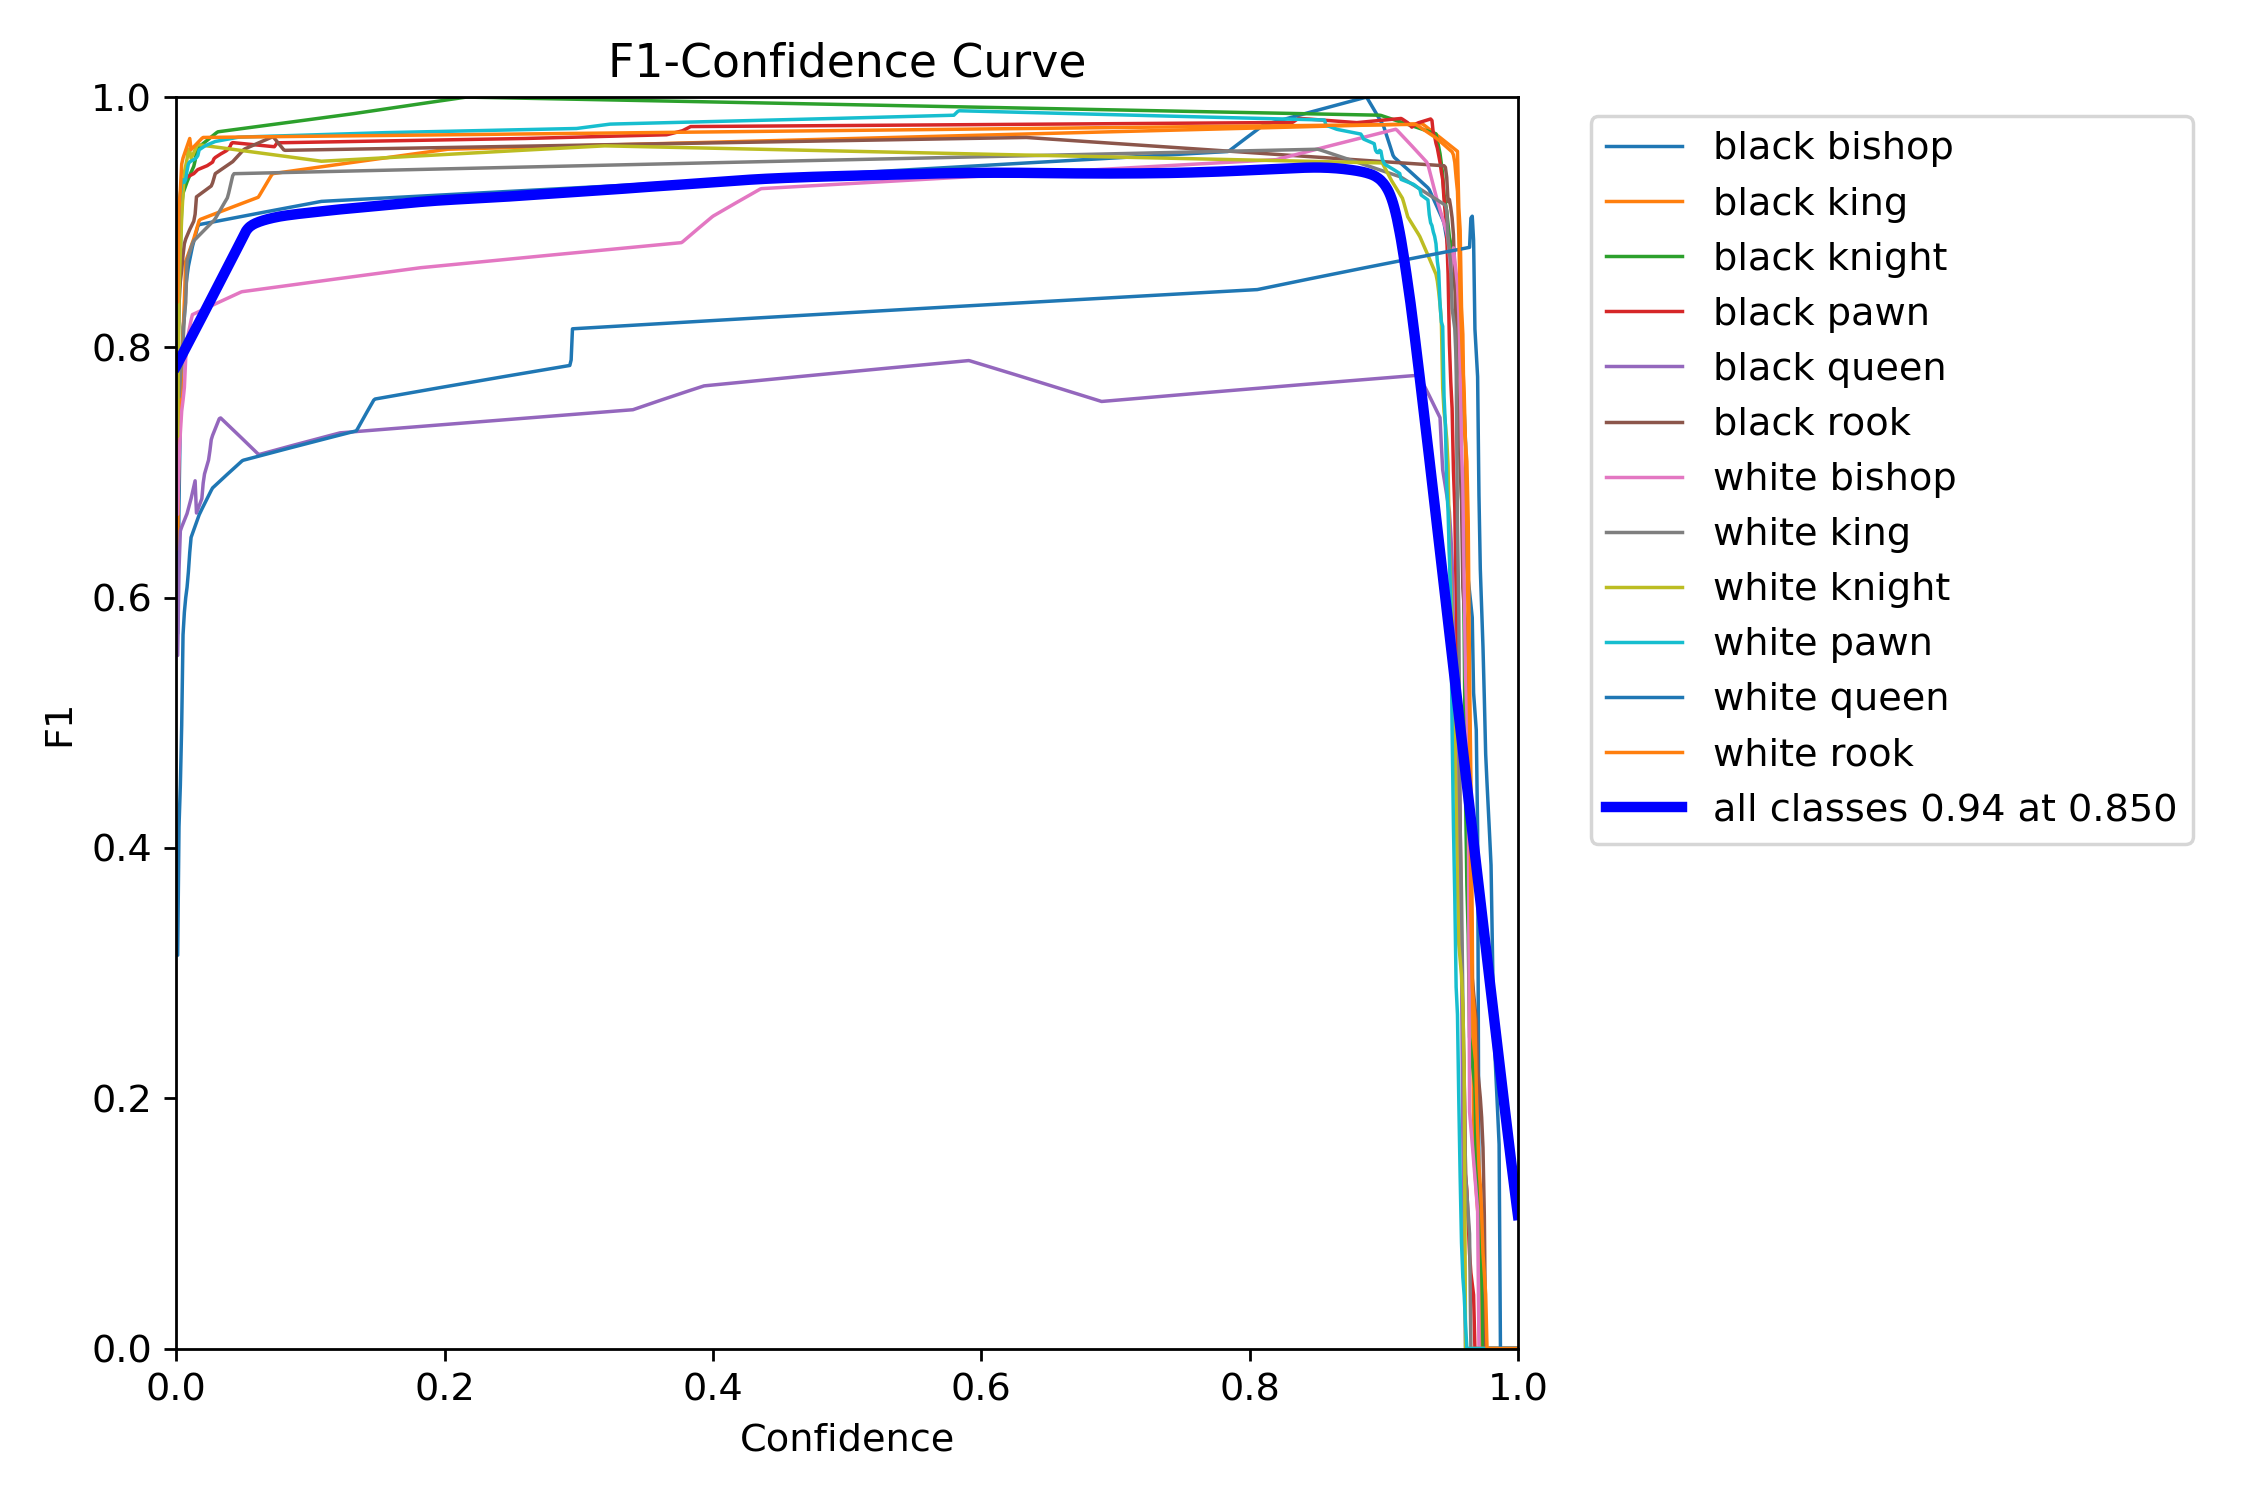 F1-Confidence Curve
1.0
0.8
0.6
0.4
0.2
0.0
F1
0.0 0.2 0.4 0.6 0.8 1.0
Confidence
black bishop
black king
black knight
black pawn
black queen
black rook
white bishop
white king
white knight
white pawn
white queen
white rook
all classes 0.94 at 0.850